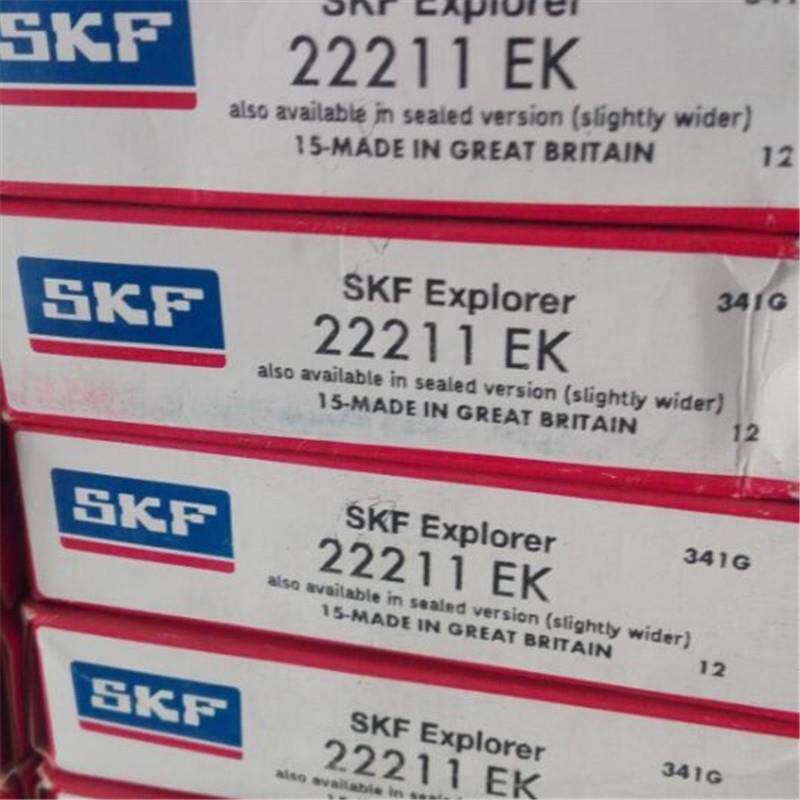 SKF
SKF Explorer
22211 EK
also available in sealed version (slightly wider)
15-MADE IN GREAT BRITAIN
12
SKF
SKF Explorer
341G
22211 EK
also available in sealed version (slightly wider)
15-MADE IN GREAT BRITAIN
12
SKF
SKF Explorer
341G
22211 EK
also available in sealed version (slightly wider)
15-MADE IN GREAT BRITAIN
12
SKF
SKF Explorer
341G
22211 EK
also available in